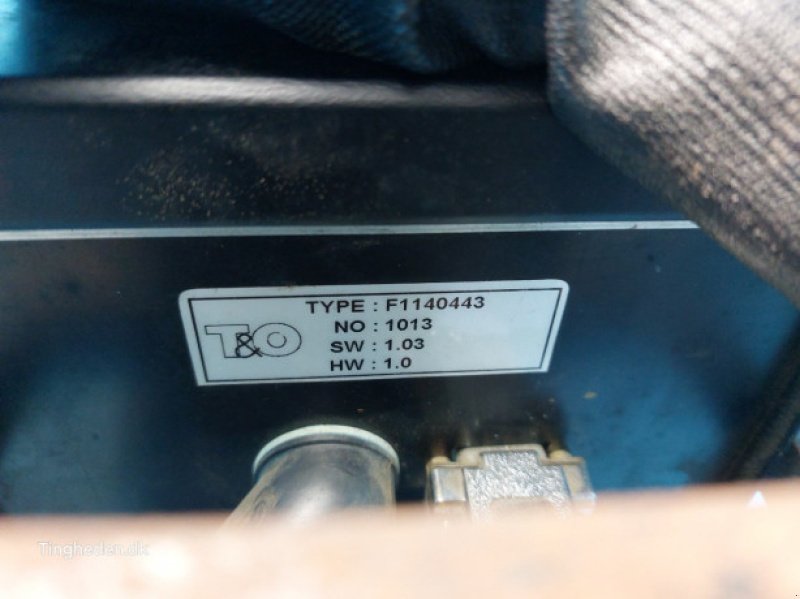 T&O
TYPE : F1140443
NO : 1013
SW : 1.03
HW : 1.0
Tingheden.dk